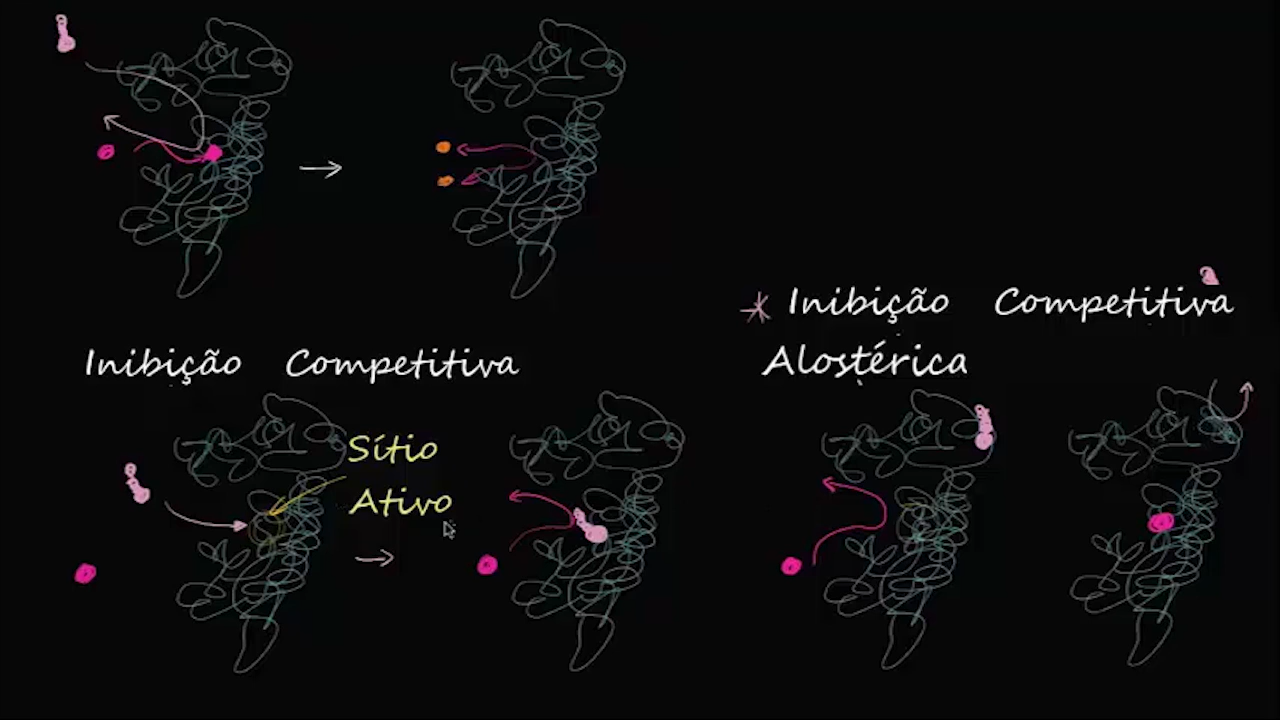 Inibição Competitiva
Sítio
Ativo
* Inibição Competitiva
Alostérica